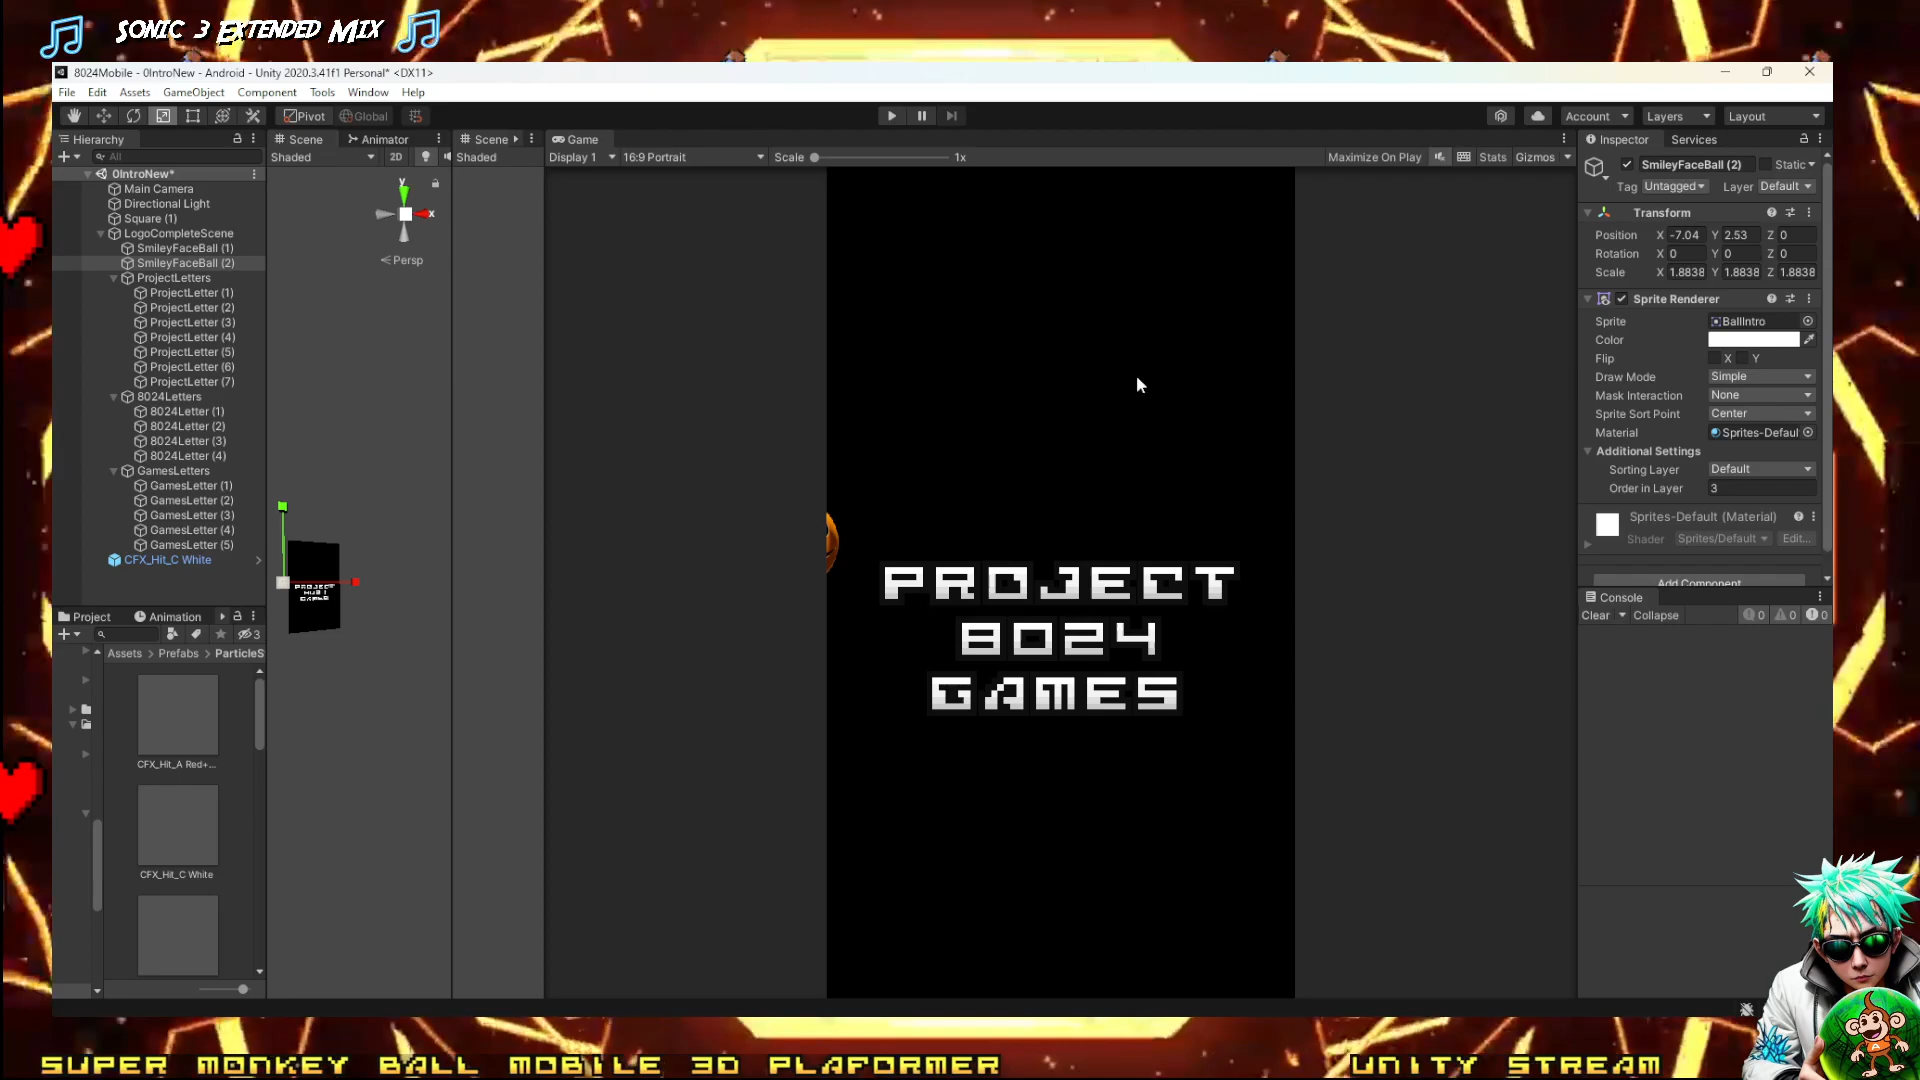 Sonic 3 Extended Mix
8024Mobile - 0IntroNew - Android - Unity 2020.3.41f1 Personal* <DX11>
File Edit Assets GameObject Component Tools Window Help
Pivot Global Account Layers Layout
Hierarchy Scene Animator Scene Game Inspector Services
All Shaded 2D Shaded Display 1 16:9 Portrait Scale 1x Maximize On Play Stats Gizmos
0IntroNew*
Main Camera
Directional Light
Square (1)
LogoCompleteScene
SmileyFaceBall (1)
SmileyFaceBall (2)
ProjectLetters
ProjectLetter (1)
ProjectLetter (2)
ProjectLetter (3)
ProjectLetter (4)
ProjectLetter (5)
ProjectLetter (6)
ProjectLetter (7)
8024Letters
8024Letter (1)
8024Letter (2)
8024Letter (3)
8024Letter (4)
GamesLetters
GamesLetter (1)
GamesLetter (2)
GamesLetter (3)
GamesLetter (4)
GamesLetter (5)
CFX_Hit_C White
y
x
<Persp
PROJECT
8024
GAMES
PROJECT
8024
GAMES
SmileyFaceBall (2) Static
Tag Untagged Layer Default
Transform
Position X -7.04 Y 2.53 Z 0
Rotation X 0 Y 0 Z 0
Scale X 1.8838 Y 1.8838 Z 1.8838
Sprite Renderer
Sprite BallIntro
Color
Flip X Y
Draw Mode Simple
Mask Interaction None
Sprite Sort Point Center
Material Sprites-Defaul
Additional Settings
Sorting Layer Default
Order in Layer 3
Sprites-Default (Material)
Shader Sprites/Default Edit...
Add Component
Console
Clear Collapse 0 0 0
Project Animation
3
Assets > Prefabs > ParticleS
CFX_Hit_A Red+...
CFX_Hit_C White
SUPER MONKEY BALL MOBILE 3D PLAFORMER
UNITY STREAM